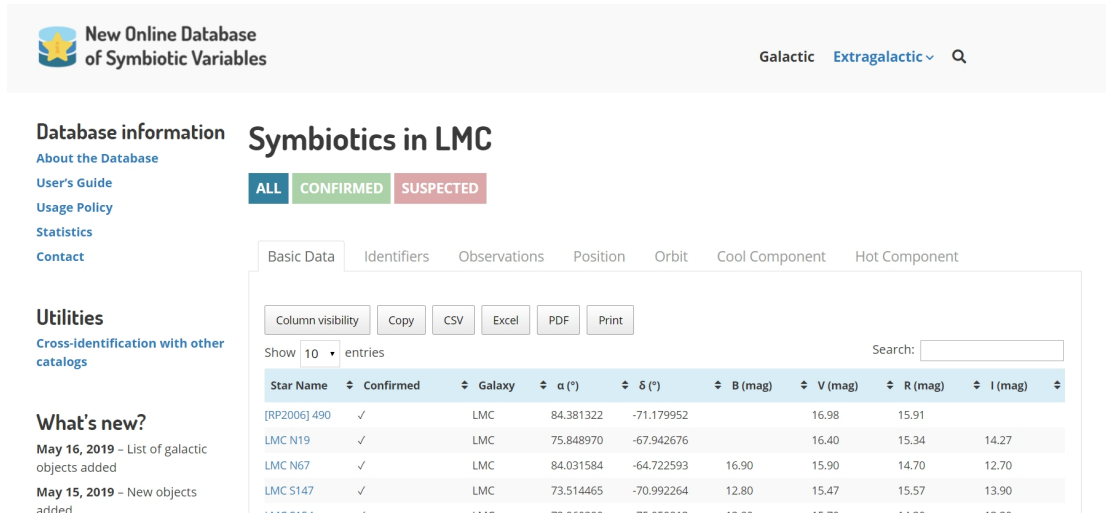 New Online Database
of Symbiotic Variables
Galactic Extragalactic
Database information
About the Database
User's Guide
Usage Policy
Statistics
Contact
Utilities
Cross-identification with other
catalogs
What's new?
May 16, 2019 – List of galactic
objects added
May 15, 2019 – New objects
added
Symbiotics in LMC
ALL CONFIRMED SUSPECTED
Basic Data Identifiers Observations Position Orbit Cool Component Hot Component
Column visibility Copy CSV Excel PDF Print
Show 10 entries Search:
Star Name Confirmed Galaxy α (°) δ (°) B (mag) V (mag) R (mag) I (mag)
[RP2006] 490 ✓ LMC 84.381322 -71.179952 16.98 15.91
LMC N19 ✓ LMC 75.848970 -67.942676 16.40 15.34 14.27
LMC N67 ✓ LMC 84.031584 -64.722593 16.90 15.90 14.70 12.70
LMC S147 ✓ LMC 73.514465 -70.992264 12.80 15.47 15.57 13.90